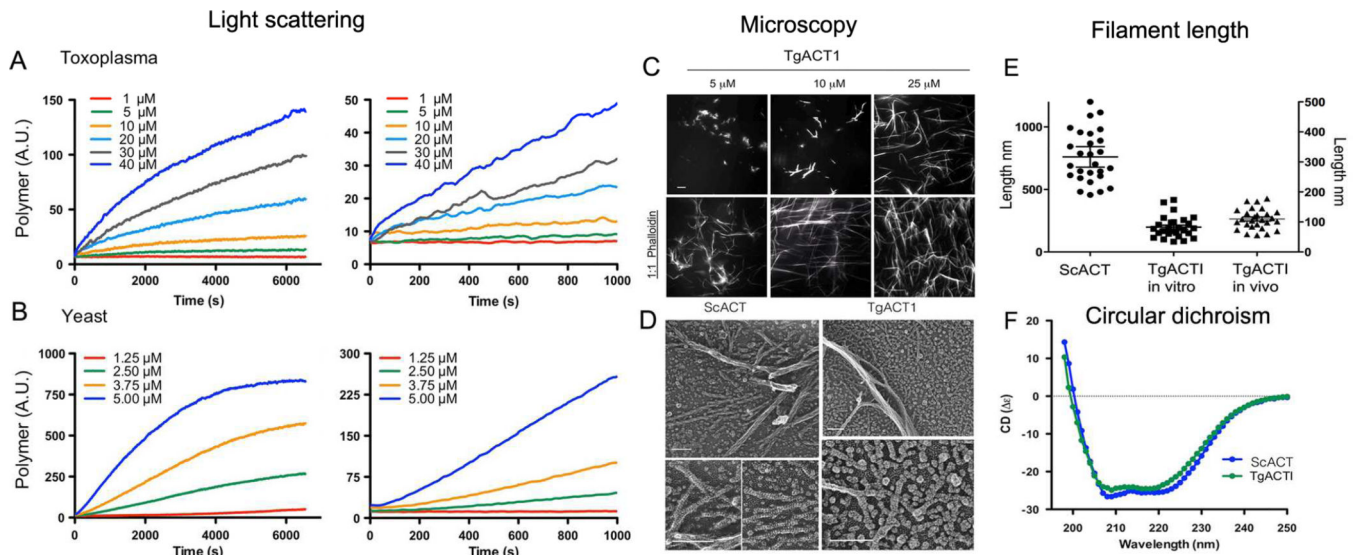 Light scattering
Microscopy
Filament length
A
Toxoplasma
Polymer (A.U.)
150
100
50
0
1 µM
5 µM
10 µM
20 µM
30 µM
40 µM
0
2000
4000
6000
Time (s)
50
40
30
20
10
0
1 µM
5 µM
10 µM
20 µM
30 µM
40 µM
0
200
400
600
800
1000
Time (s)
B
Yeast
Polymer (A.U.)
1000
750
500
250
0
1.25 µM
2.50 µM
3.75 µM
5.00 µM
0
2000
4000
6000
Time (s)
300
225
150
75
0
1.25 µM
2.50 µM
3.75 µM
5.00 µM
0
200
400
600
800
1000
Time (s)
C
TgACT1
5 µM
10 µM
25 µM
1:1 Phalloidin
D
ScACT
TgACT1
E
Length nm
1000
500
0
500
400
300
200
100
0
Length nm
ScACT
TgACTI
in vitro
TgACTI
in vivo
F
Circular dichroism
CD (Δε)
20
10
0
-10
-20
-30
ScACT
TgACTI
200
210
220
230
240
250
Wavelength (nm)